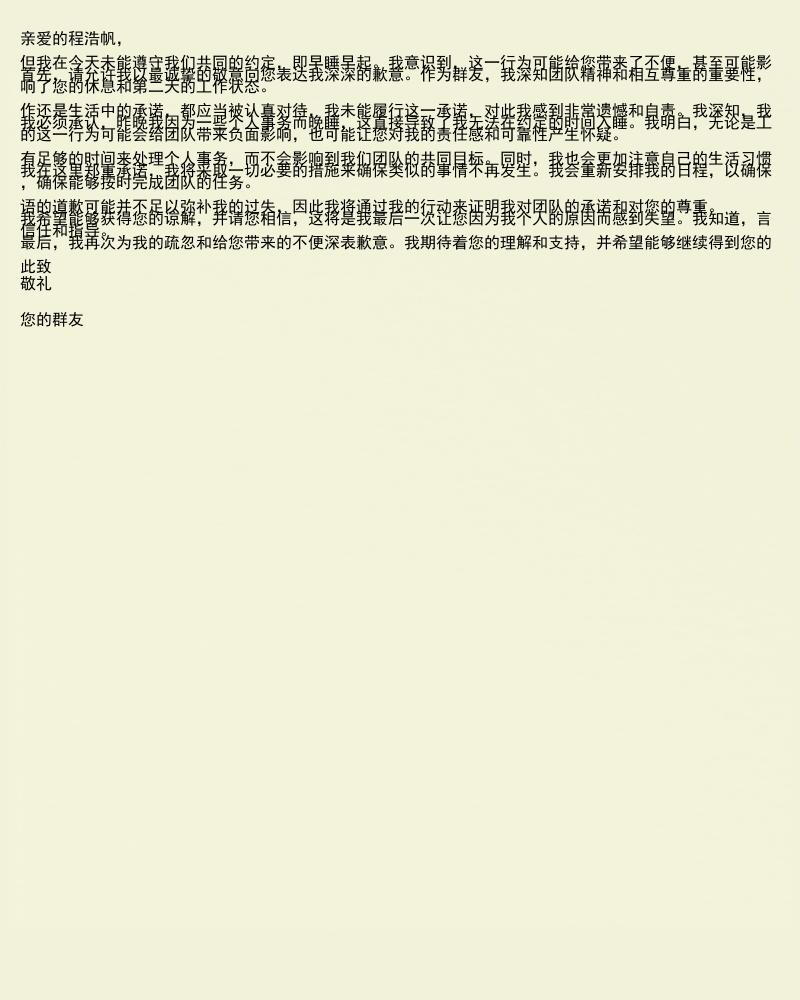 亲爱的程浩帆，
但我在今天未能遵守我们共同的约定，即早睡早起。我意识到，这一行为可能给您带来了不便，甚至可能影
首先，请允许我以最诚挚的敬意向您表达我深深的歉意。作为群友，我深知团队精神和相互尊重的重要性，
响了您的休息和第二天的工作状态。
作还是生活中的承诺，都应当被认真对待。我未能履行这一承诺，对此我感到非常遗憾和自责。我深知，我
我必须承认，昨晚我因为一些个人事务而晚睡，这直接导致了我无法在约定的时间入睡。我明白，无论是工
的这一行为可能会给团队带来负面影响，也可能让您对我的责任感和可靠性产生怀疑。
有足够的时间来处理个人事务，而不会影响到我们团队的共同目标。同时，我也会更加注意自己的生活习惯
我在这里郑重承诺，我将采取一切必要的措施来确保类似的事情不再发生。我会重新安排我的日程，以确保
，确保能够按时完成团队的任务。
语的道歉可能并不足以弥补我的过失，因此我将通过我的行动来证明我对团队的承诺和对您的尊重。
我希望能够获得您的谅解，并请您相信，这将是我最后一次让您因为我个人的原因而感到失望。我知道，言
信任和指导。
最后，我再次为我的疏忽和给您带来的不便深表歉意。我期待着您的理解和支持，并希望能够继续得到您的
此致
敬礼
您的群友